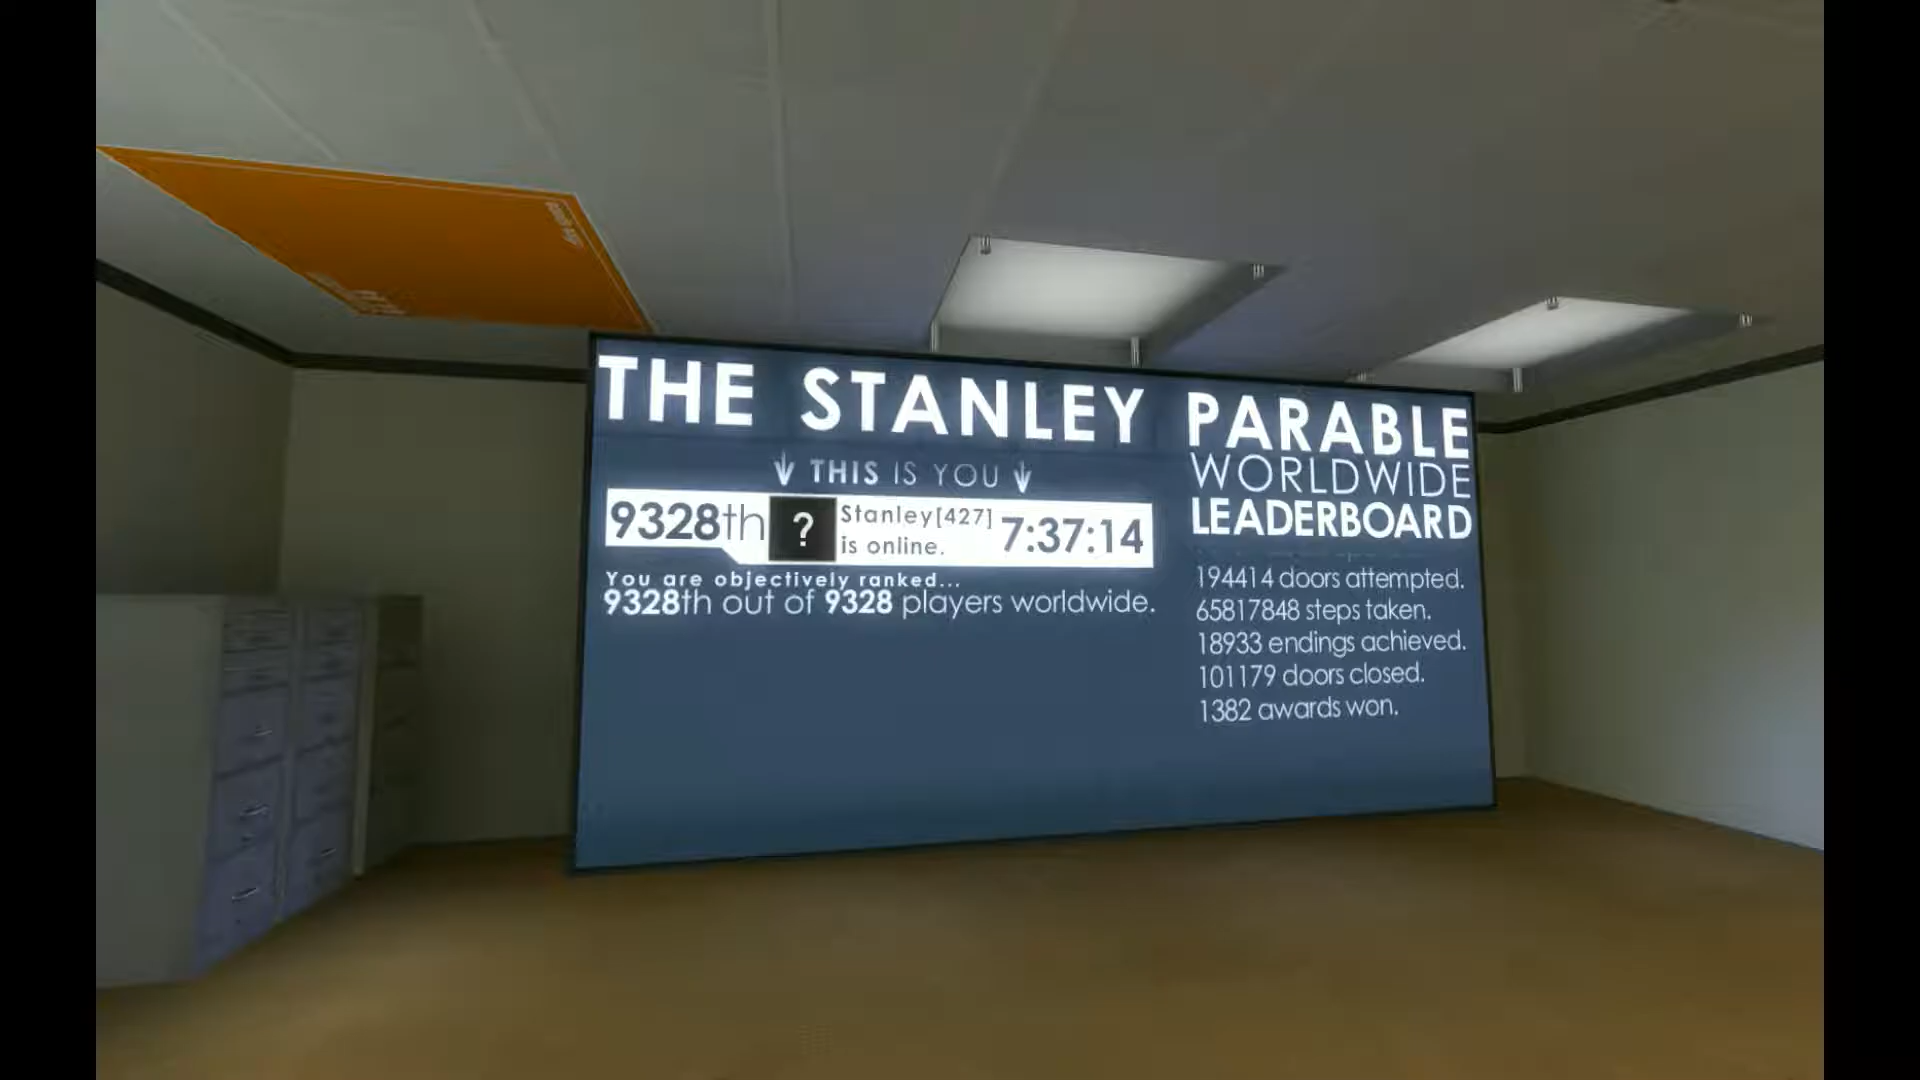 THE STANLEY PARABLE
WORLDWIDE
LEADERBOARD
THIS IS YOU
9328th ? Stanley[427] is online. 7:37:14
You are objectively ranked...
9328th out of 9328 players worldwide.
194414 doors attempted.
65817848 steps taken.
18933 endings achieved.
101179 doors closed.
1382 awards won.